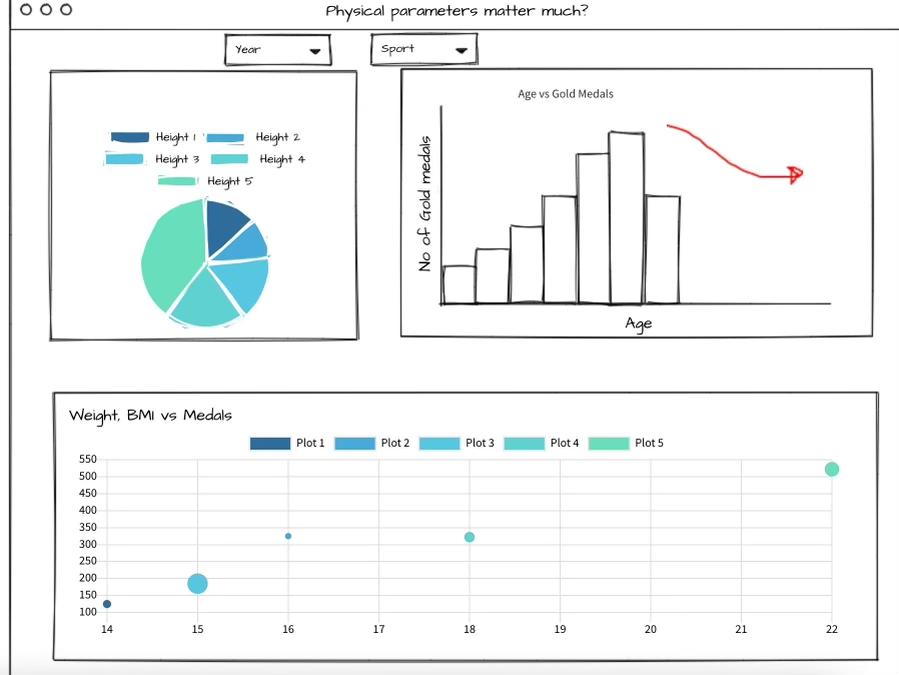 Physical parameters matter much?
Year
Sport
Height 1 Height 2
Height 3 Height 4
Height 5
Age vs Gold Medals
No of Gold medals
Age
Weight, BMI vs Medals
Plot 1 Plot 2 Plot 3 Plot 4 Plot 5
550
500
450
400
350
300
250
200
150
100
14 15 16 17 18 19 20 21 22